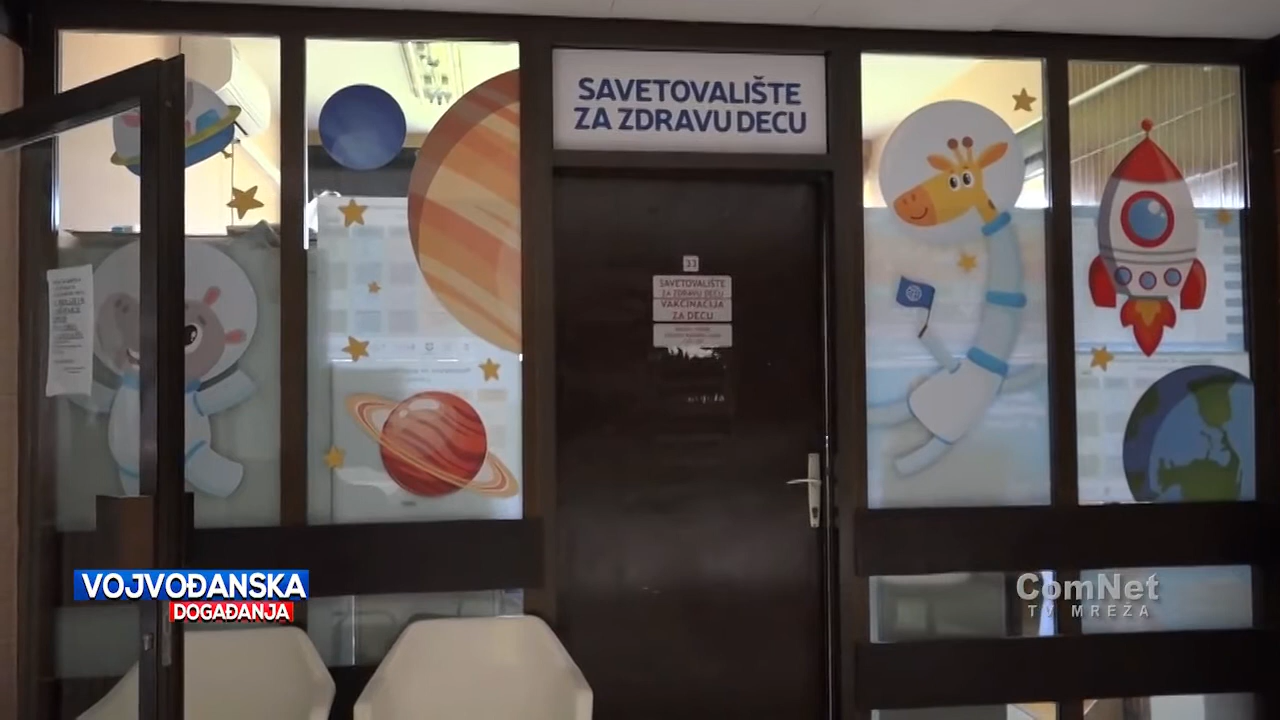 SAVETOVALIŠTE
ZA ZDRAVU DECU
33
SAVETOVALIŠTE
ZA ZDRAVU DECU
VAKCINACIJA
ZA DECU
VOJVOĐANSKA
DOGAĐANJA
ComNet
TV MREŽA